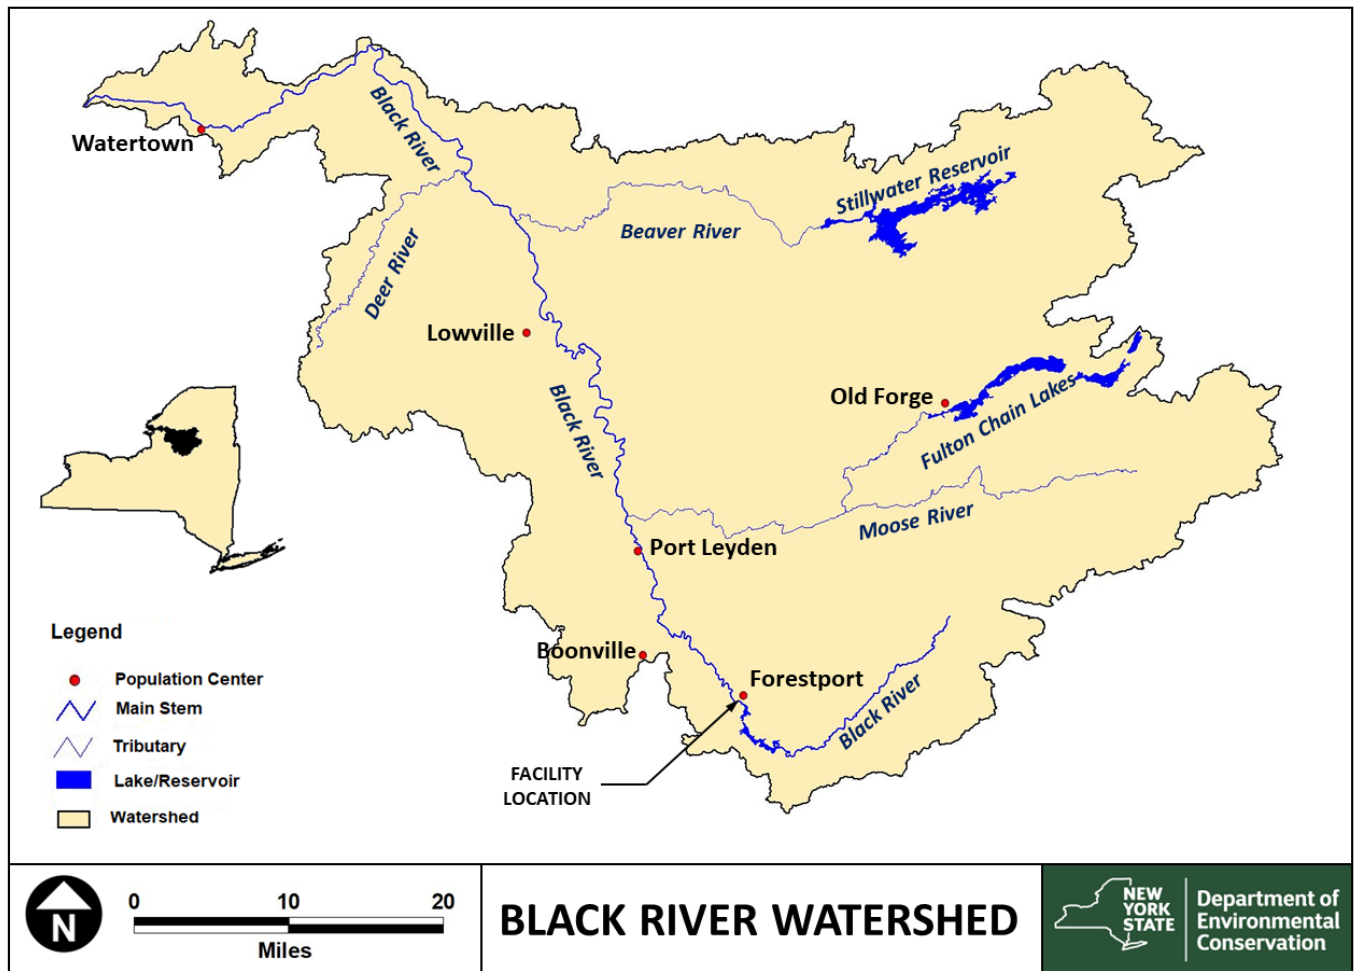 Watertown
Black River
Stillwater Reservoir
Beaver River
Deer River
Lowville
Black River
Old Forge
Fulton Chain Lakes
Moose River
Port Leyden
Boonville
Forestport
Black River
FACILITY
LOCATION
Legend
Population Center
Main Stem
Tributary
Lake/Reservoir
Watershed
N
0 10 20
Miles
BLACK RIVER WATERSHED
NEW
YORK
STATE
Department of
Environmental
Conservation